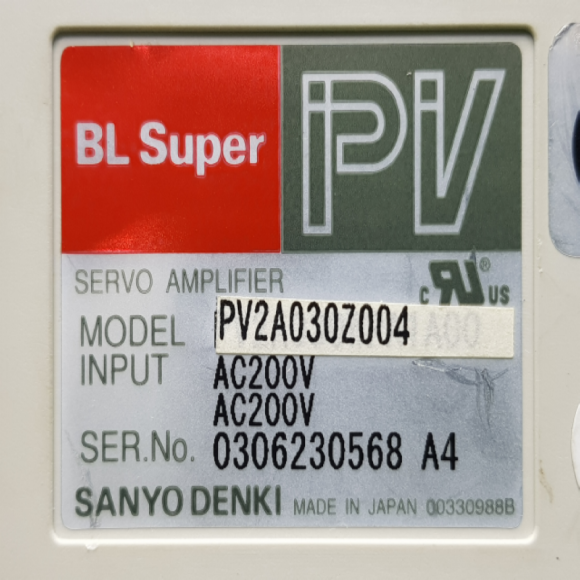 BL Super PV
SERVO AMPLIFIER
c RU ® US
MODEL PV2A030Z004
INPUT AC200V
AC200V
SER.No. 0306230568 A4
SANYO DENKI MADE IN JAPAN 00330988B